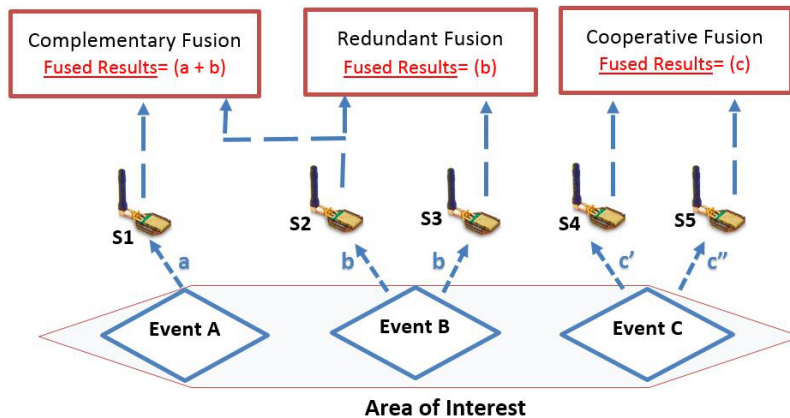 Complementary Fusion
Fused Results= (a + b)
Redundant Fusion
Fused Results= (b)
Cooperative Fusion
Fused Results= (c)
S1
S2
S3
S4
S5
a
b
b
c'
c''
Event A
Event B
Event C
Area of Interest